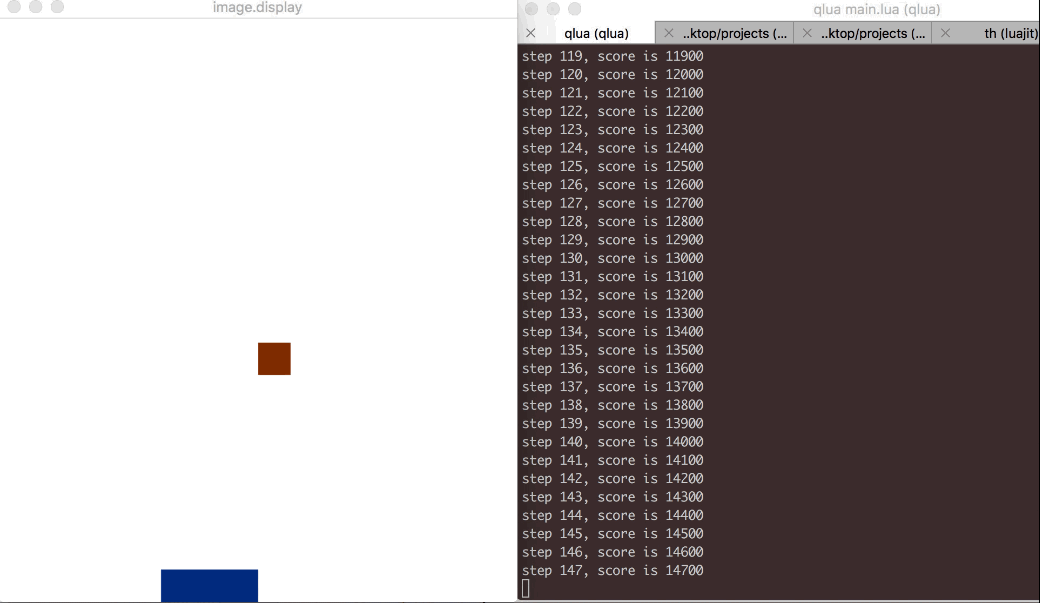 image.display
qlua main.lua (qlua)
qlua (qlua) ..ktop/projects (... ..ktop/projects (... th (luajit)
step 119, score is 11900
step 120, score is 12000
step 121, score is 12100
step 122, score is 12200
step 123, score is 12300
step 124, score is 12400
step 125, score is 12500
step 126, score is 12600
step 127, score is 12700
step 128, score is 12800
step 129, score is 12900
step 130, score is 13000
step 131, score is 13100
step 132, score is 13200
step 133, score is 13300
step 134, score is 13400
step 135, score is 13500
step 136, score is 13600
step 137, score is 13700
step 138, score is 13800
step 139, score is 13900
step 140, score is 14000
step 141, score is 14100
step 142, score is 14200
step 143, score is 14300
step 144, score is 14400
step 145, score is 14500
step 146, score is 14600
step 147, score is 14700